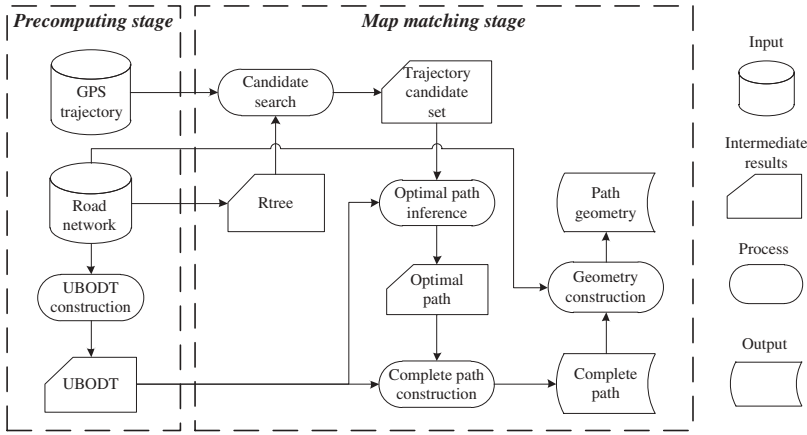 Precomputing stage
Map matching stage
GPS
trajectory
Candidate
search
Trajectory
candidate
set
Road
network
Rtree
Optimal path
inference
Path
geometry
UBODT
construction
Optimal
path
Geometry
construction
UBODT
Complete path
construction
Complete
path
Input
Intermediate
results
Process
Output